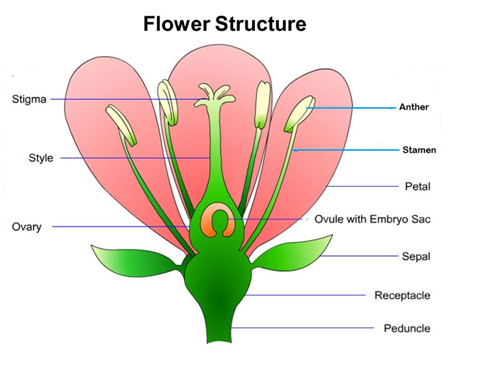 Flower Structure
Stigma
Anther
Stamen
Style
Petal
Ovule with Embryo Sac
Ovary
Sepal
Receptacle
Peduncle